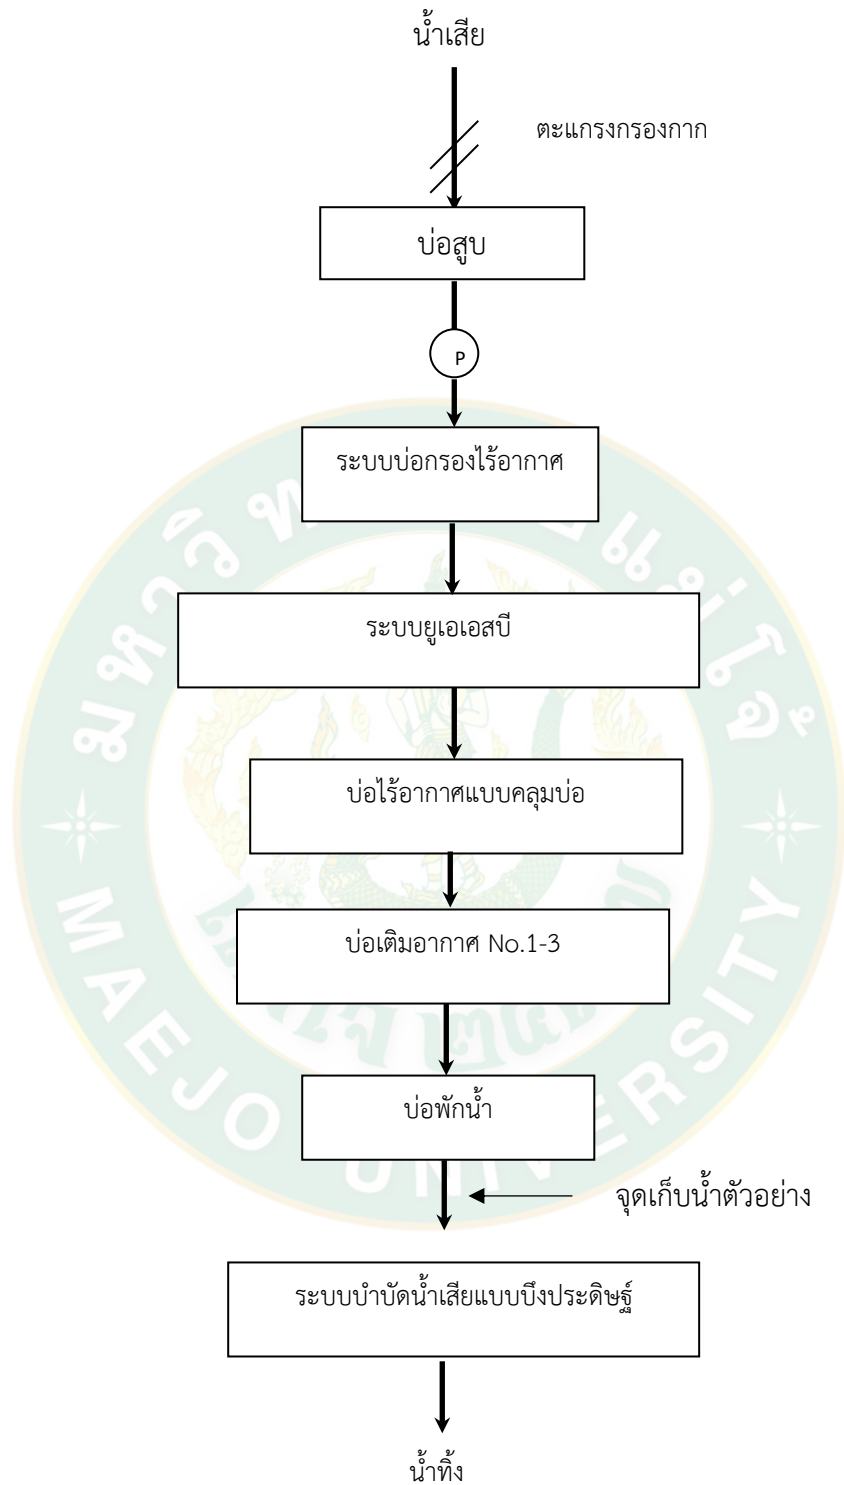 น้ำเสีย
ตะแกรงกรองกาก
บ่อสูบ
P
ระบบบ่อกรองไร้อากาศ
ระบบยูเอเอสบี
บ่อไร้อากาศแบบคลุมบ่อ
บ่อเติมอากาศ No.1-3
บ่อพักน้ำ
จุดเก็บน้ำตัวอย่าง
ระบบบำบัดน้ำเสียแบบบึงประดิษฐ์
น้ำทิ้ง
MAEJO UNIVERSITY